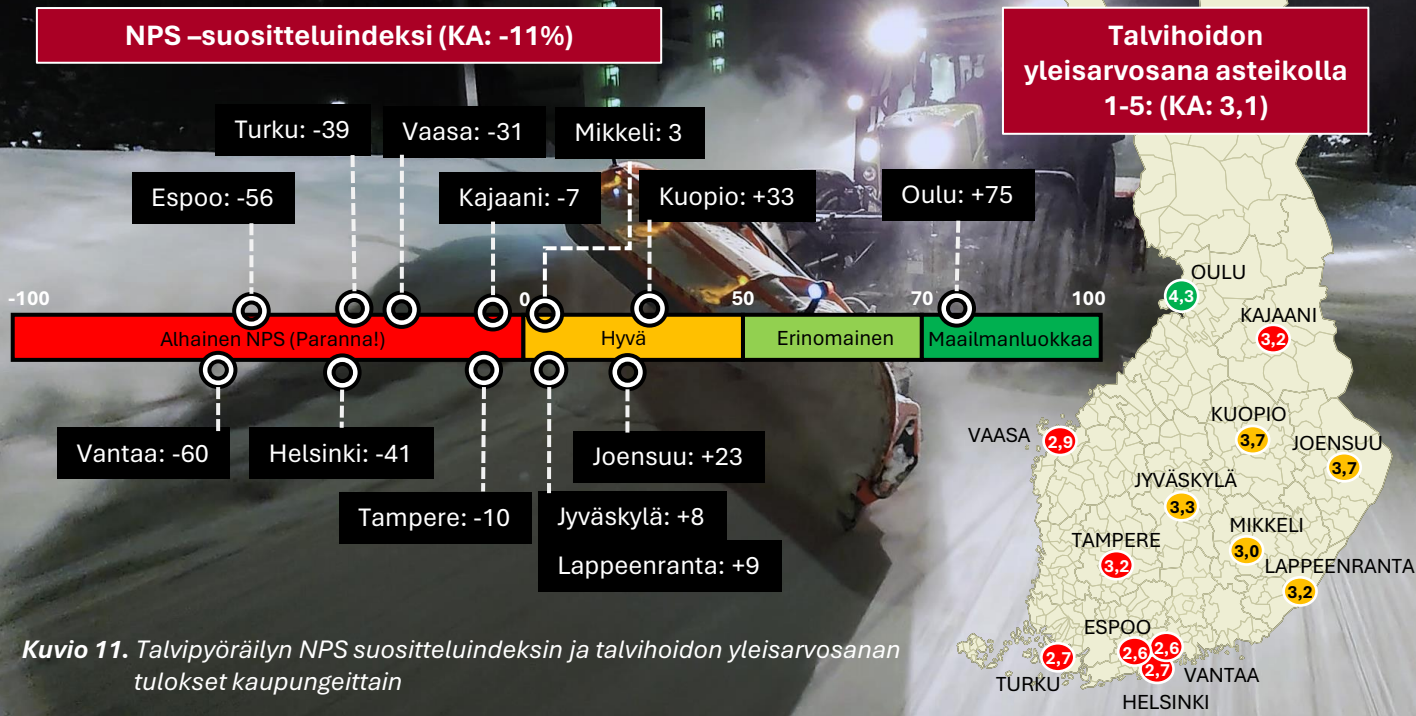 NPS –suositteluindeksi (KA: -11%)
Talvihoidon
yleisarvosana asteikolla
1-5: (KA: 3,1)
Turku: -39
Vaasa: -31
Mikkeli: 3
Espoo: -56
Kajaani: -7
Kuopio: +33
Oulu: +75
-100
0
50
70
100
Alhainen NPS (Paranna!)
Hyvä
Erinomainen
Maailmanluokkaa
Vantaa: -60
Helsinki: -41
Joensuu: +23
Tampere: -10
Jyväskylä: +8
Lappeenranta: +9
OULU
4,3
KAJAANI
3,2
KUOPIO
3,7
VAASA
2,9
JOENSUU
3,7
JYVÄSKYLÄ
3,3
MIKKELI
3,0
TAMPERE
3,2
LAPPEENRANTA
3,2
ESPOO
2,6
2,6
VANTAA
TURKU
2,7
2,7
HELSINKI
Kuvio 11. Talvipyöräilyn NPS suositteluindeksin ja talvihoidon yleisarvosanan
tulokset kaupungeittain